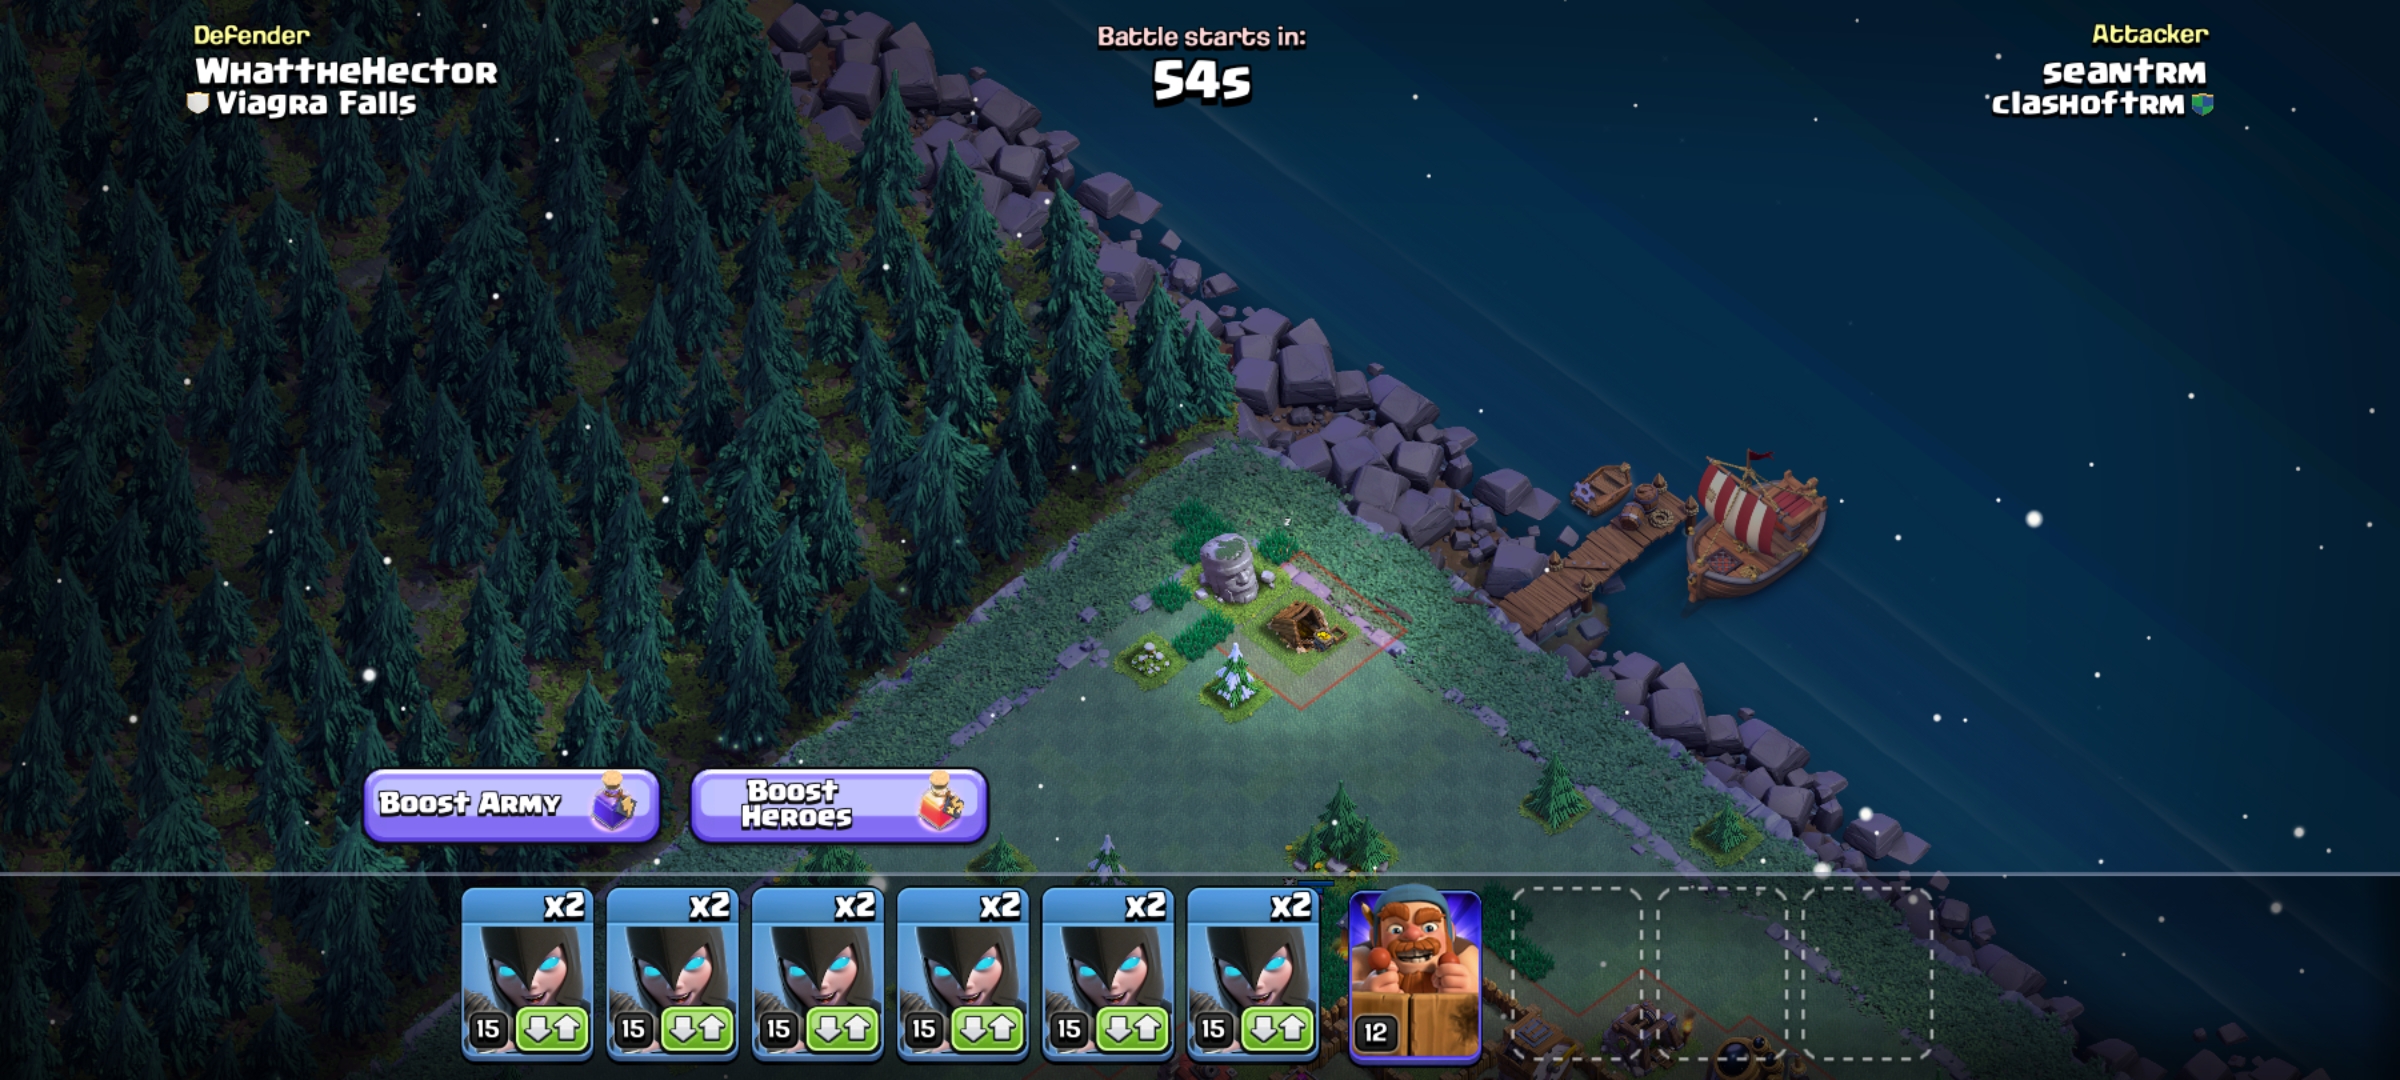 Defender
WhattheHector
Viagra Falls
Battle starts in:
54s
Attacker
seantrm
clashoftrm
z
Boost Army
Boost
Heroes
x2
x2
x2
x2
x2
x2
15
15
15
15
15
15
12